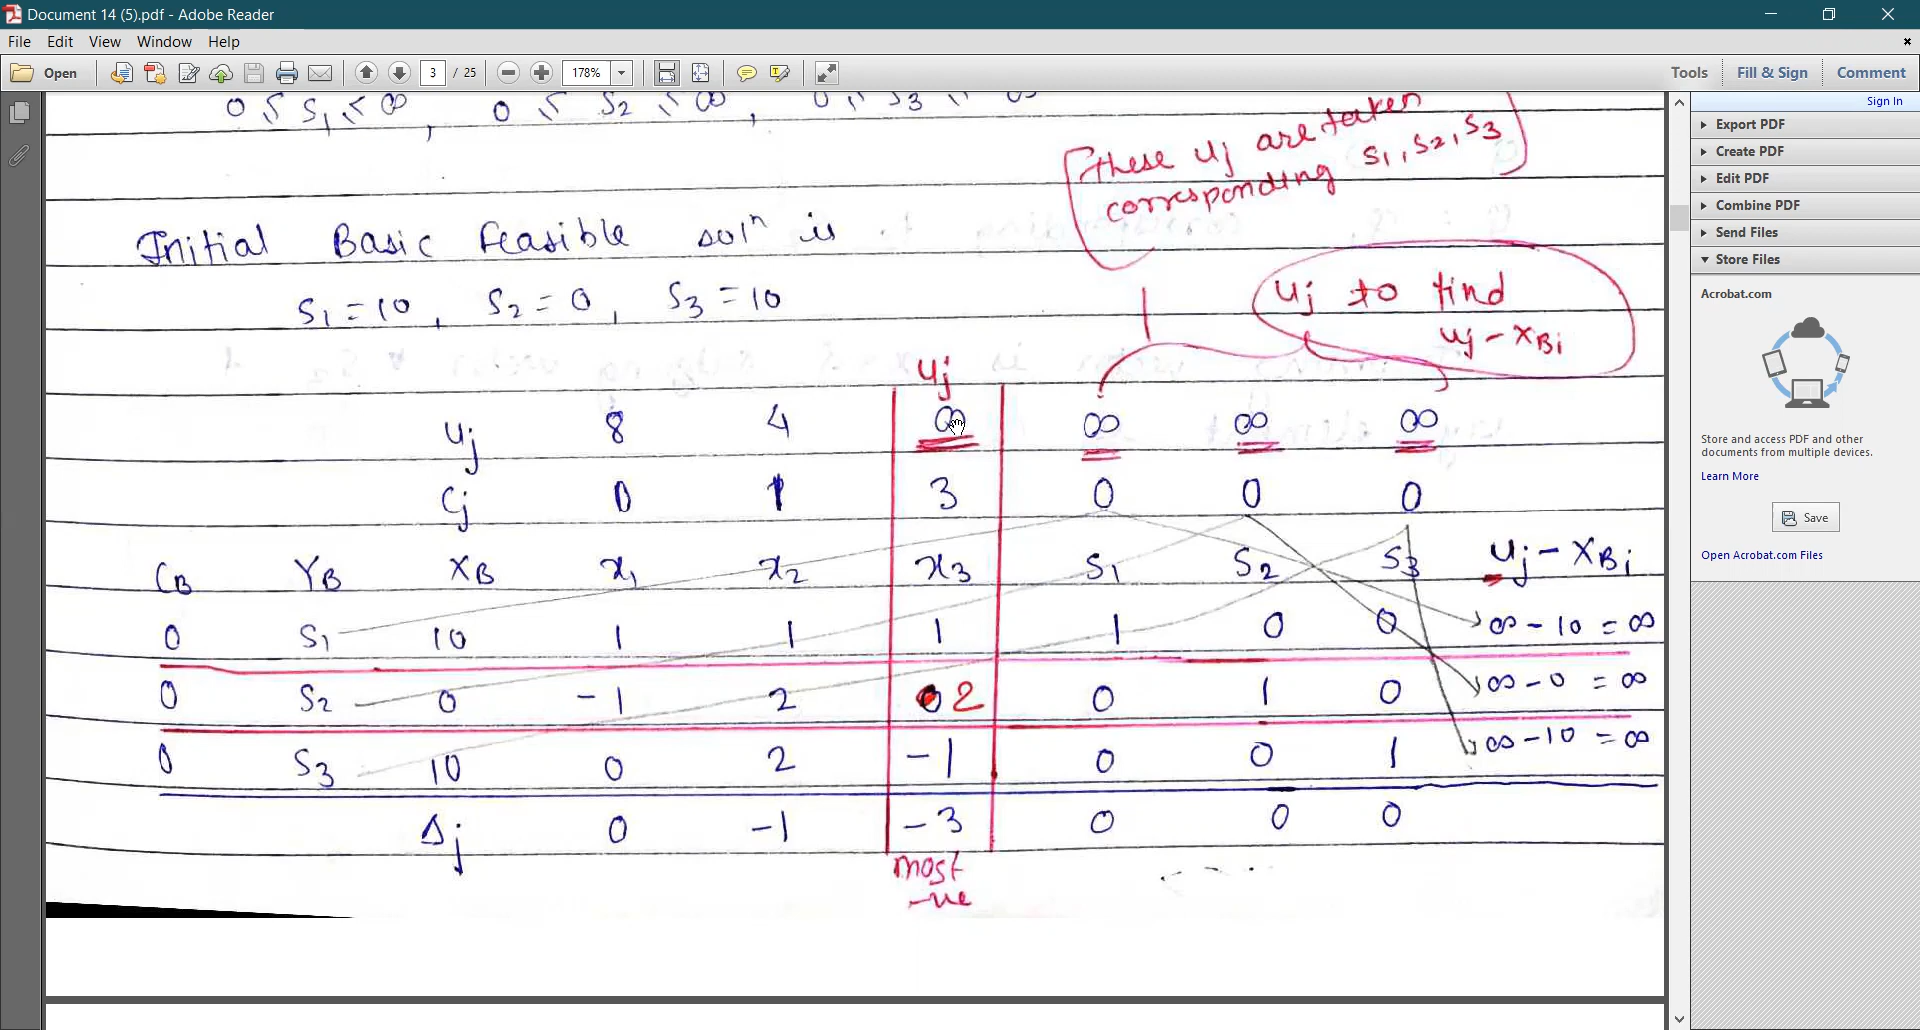 Document 14 (5).pdf - Adobe Reader
File Edit View Window Help
Open 3 / 25 178% Tools Fill & Sign Comment
Sign In
Export PDF
Create PDF
Edit PDF
Combine PDF
Send Files
Store Files
Acrobat.com
Store and access PDF and other
documents from multiple devices.
Learn More
Save
Open Acrobat.com Files
these uj are taken
corresponding S1, S2, S3
Initial Basic Feasible solⁿ is
S1 = 10, S2 = 0, S3 = 10
uj to find
uj - XBi
uj
uj 8 4 ∞ ∞ ∞ ∞
Cj 0 1 3 0 0 0
CB YB XB x1 x2 x3 S1 S2 S3 uj - XBi
0 S1 10 1 1 1 1 0 0 ∞ - 10 = ∞
0 S2 0 -1 2 2 0 1 0 ∞ - 0 = ∞
0 S3 10 0 2 -1 0 0 1 ∞ - 10 = ∞
Δj 0 -1 -3 0 0 0
most
-ve